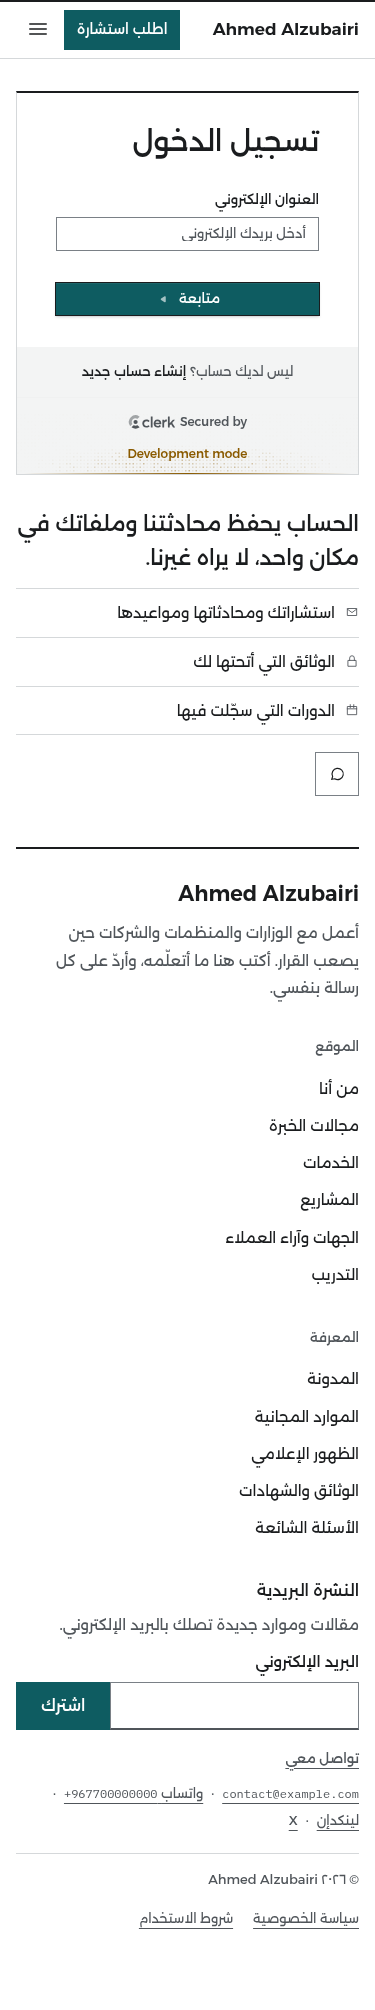 Ahmed Alzubairi
اطلب استشارة
تسجيل الدخول
العنوان الإلكتروني
أدخل بريدك الإلكتروني
متابعة
ليس لديك حساب؟ إنشاء حساب جديد
Secured by clerk
Development mode
الحساب يحفظ محادثتنا وملفاتك في
مكان واحد، لا يراه غيرنا.
استشاراتك ومحادثاتها ومواعيدها
الوثائق التي أتحتها لك
الدورات التي سجّلت فيها
Ahmed Alzubairi
أعمل مع الوزارات والمنظمات والشركات حين
يصعب القرار. أكتب هنا ما أتعلّمه، وأردّ على كل
رسالة بنفسي.
الموقع
من أنا
مجالات الخبرة
الخدمات
المشاريع
الجهات وآراء العملاء
التدريب
المعرفة
المدونة
الموارد المجانية
الظهور الإعلامي
الوثائق والشهادات
الأسئلة الشائعة
النشرة البريدية
مقالات وموارد جديدة تصلك بالبريد الإلكتروني.
البريد الإلكتروني
اشترك
تواصل معي
contact@example.com · واتساب +967700000000 ·
لينكدإن · X
© ٢٠٢٦ Ahmed Alzubairi
سياسة الخصوصية شروط الاستخدام